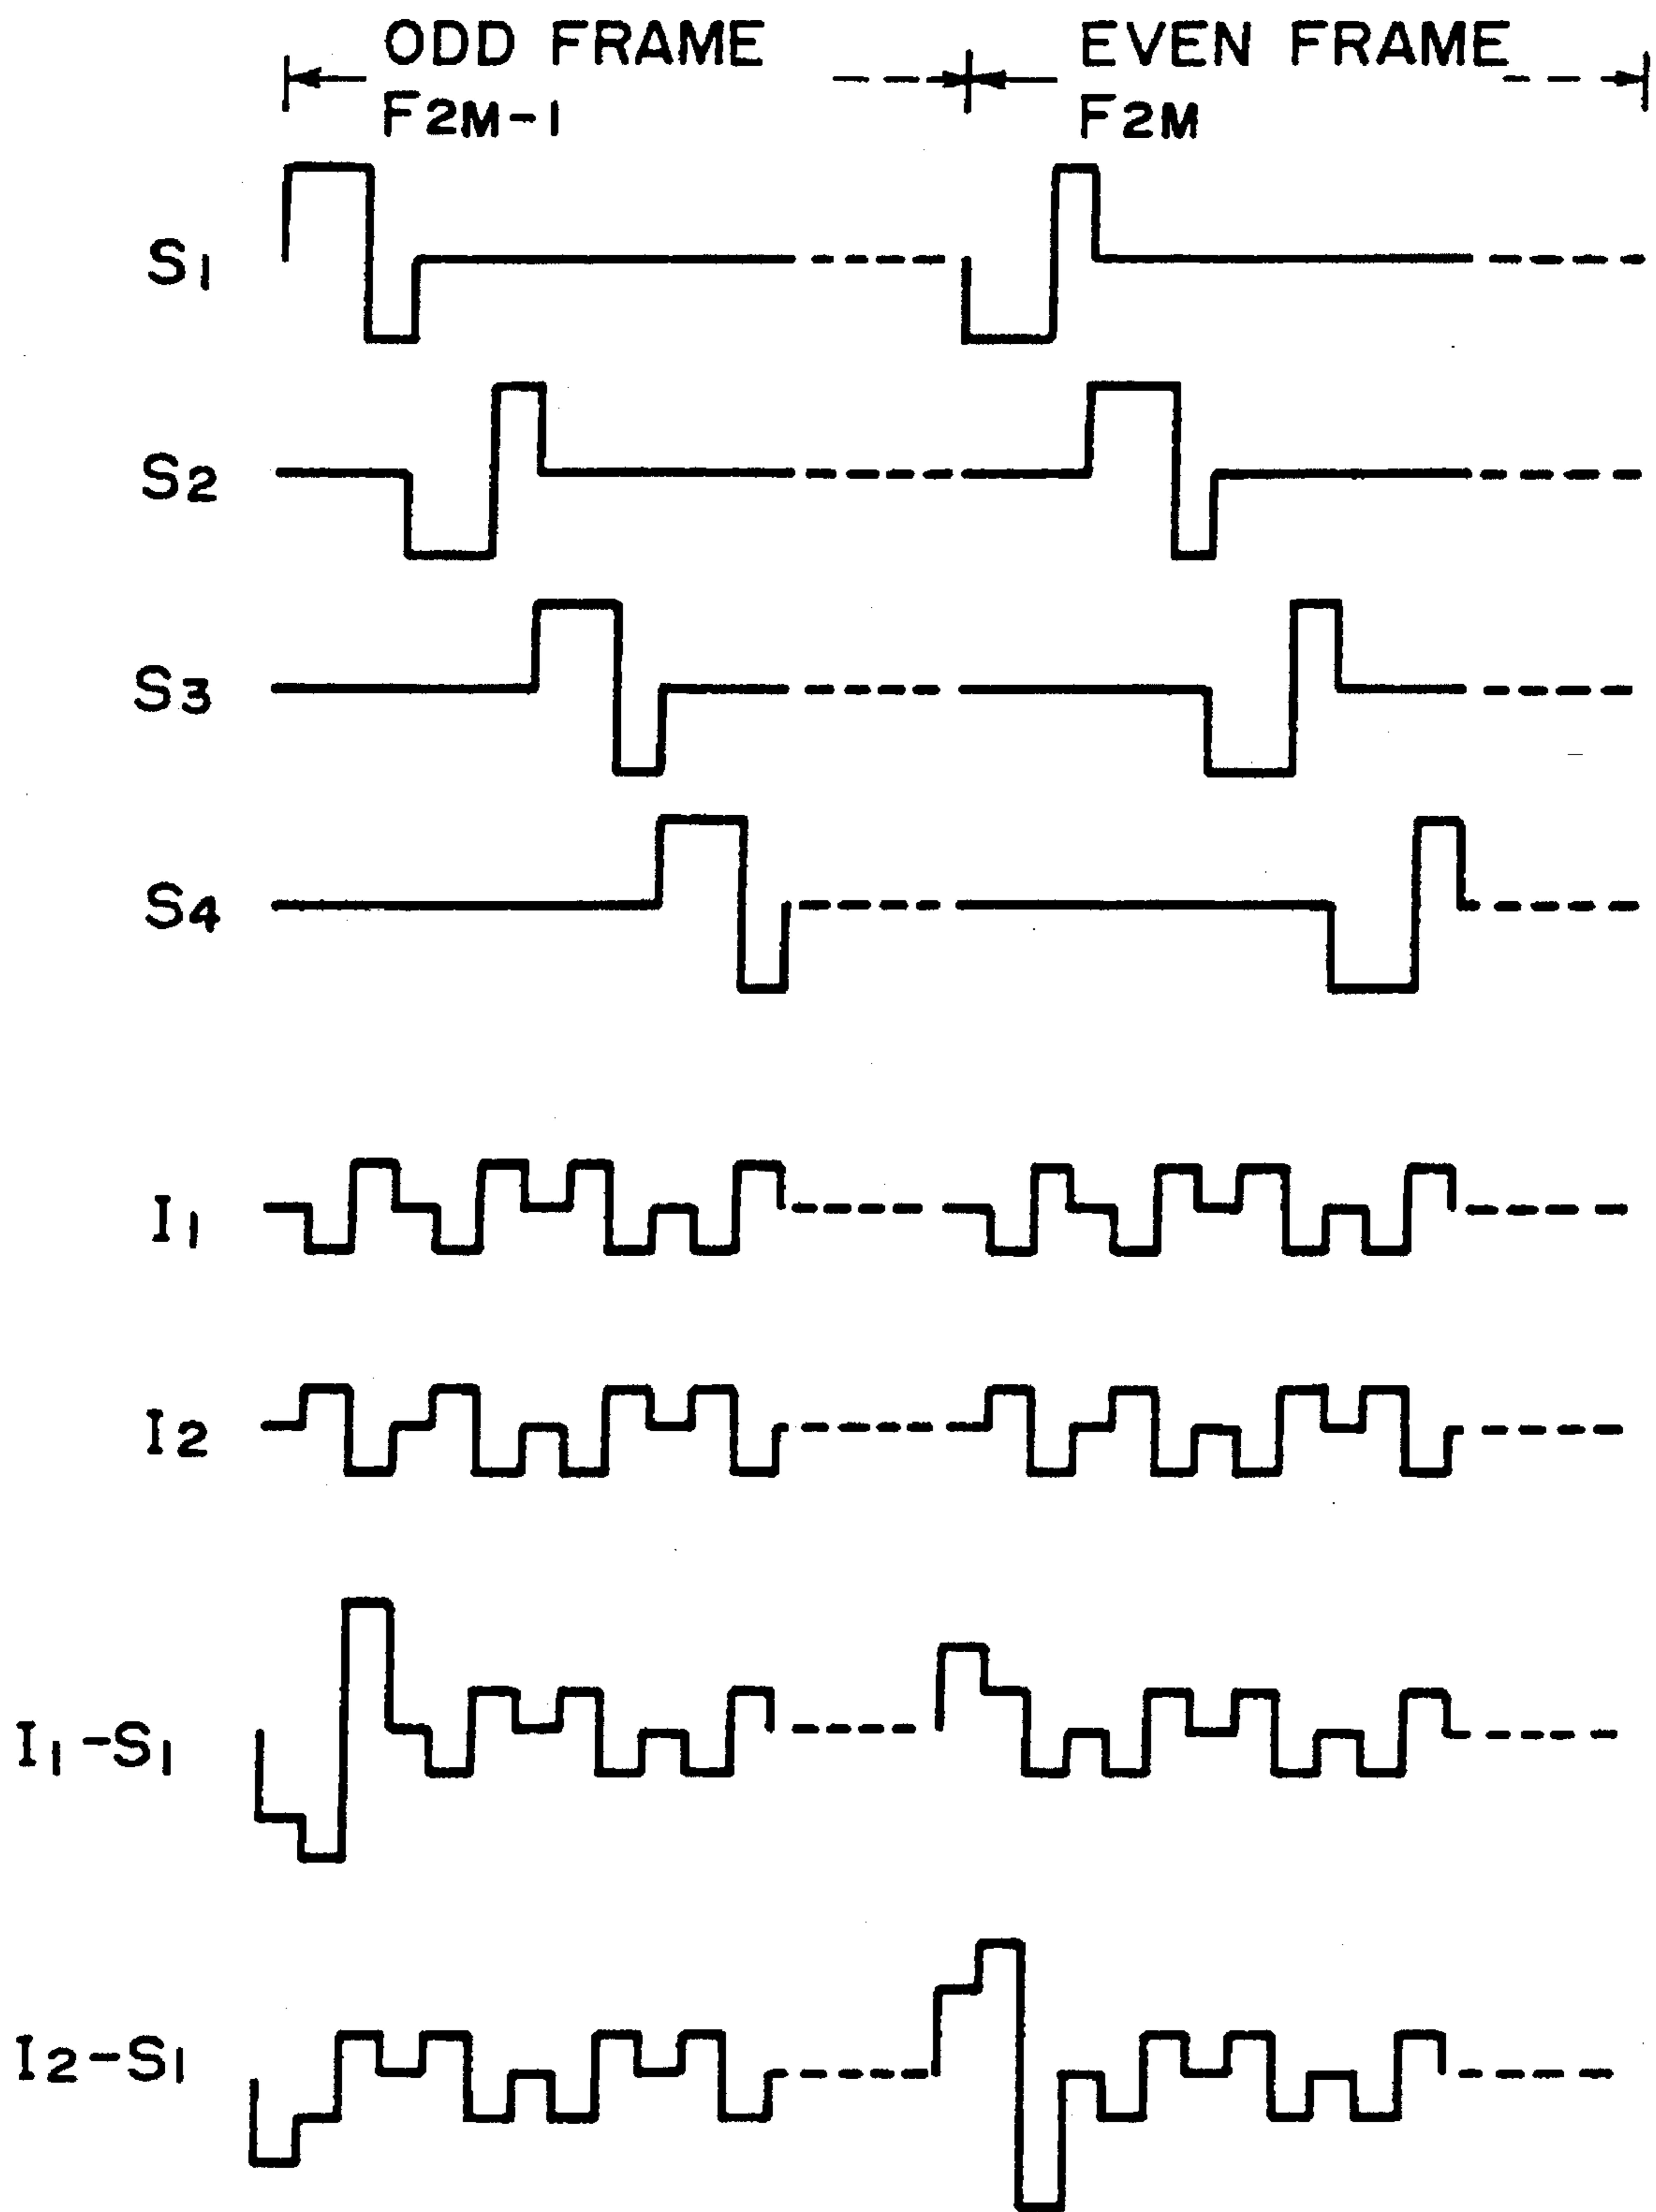 ODD FRAME
F2M-1
EVEN FRAME
F2M
S1
S2
S3
S4
I1
I2
I1-S1
I2-S1